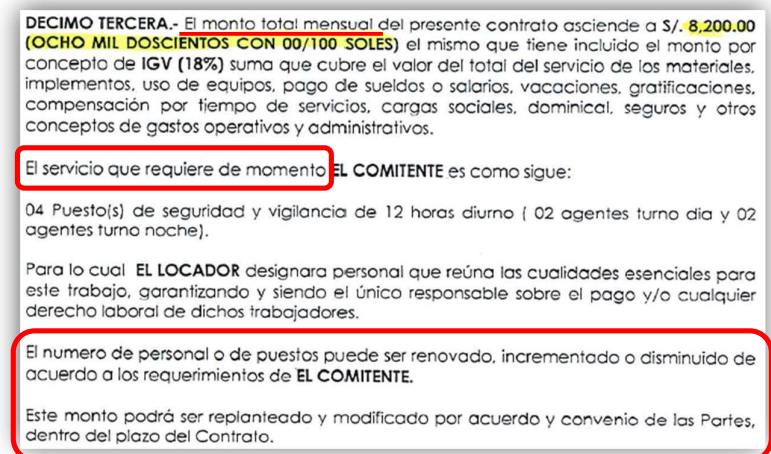 DECIMO TERCERA.- El monto total mensual del presente contrato asciende a S/. 8,200.00
(OCHO MIL DOSCIENTOS CON 00/100 SOLES) el mismo que tiene incluido el monto por
concepto de IGV (18%) suma que cubre el valor del total del servicio de los materiales,
implementos, uso de equipos, pago de sueldos o salarios, vacaciones, gratificaciones,
compensación por tiempo de servicios, cargas sociales, dominical, seguros y otros
conceptos de gastos operativos y administrativos.
El servicio que requiere de momento EL COMITENTE es como sigue:
04 Puesto(s) de seguridad y vigilancia de 12 horas diurno ( 02 agentes turno dia y 02
agentes turno noche).
Para lo cual EL LOCADOR designara personal que reúna las cualidades esenciales para
este trabajo, garantizando y siendo el único responsable sobre el pago y/o cualquier
derecho laboral de dichos trabajadores.
El numero de personal o de puestos puede ser renovado, incrementado o disminuido de
acuerdo a los requerimientos de EL COMITENTE.
Este monto podrá ser replanteado y modificado por acuerdo y convenio de las Partes,
dentro del plazo del Contrato.